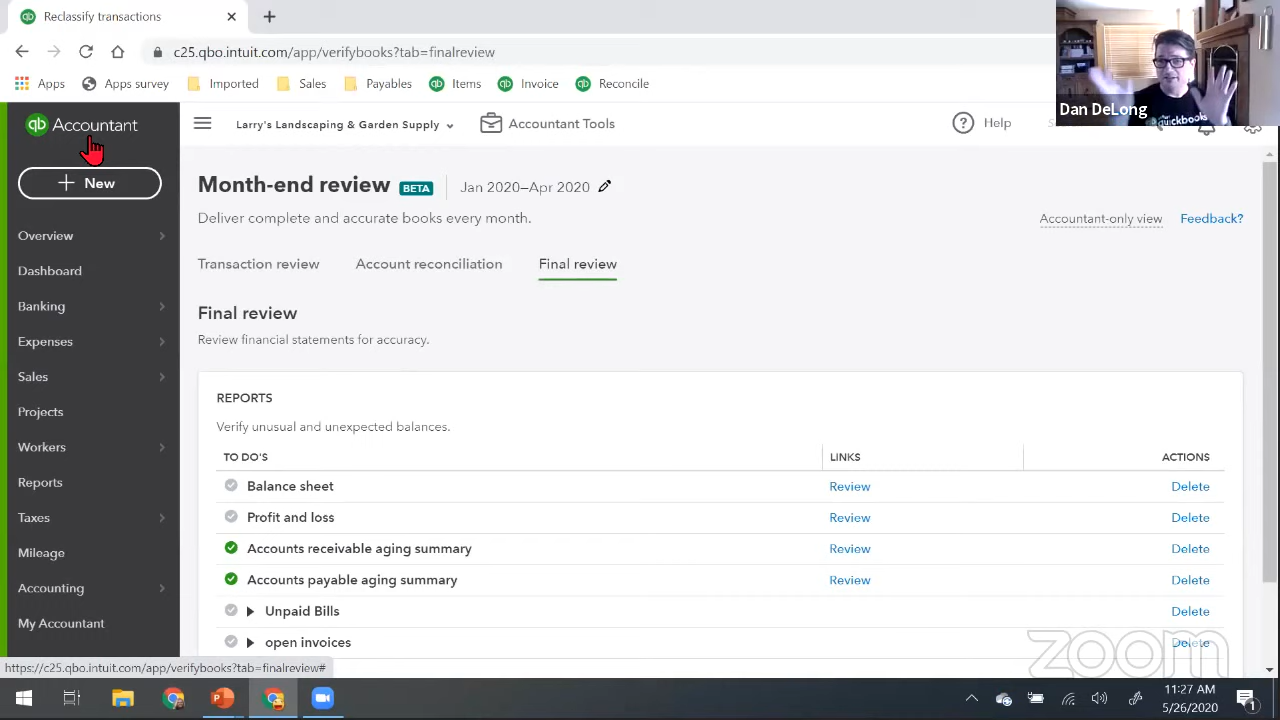 Reclassify transactions
c25.qbo.intuit.com/app/verifybooks?tab=finalreview
Apps Apps survey Imported Sales Payables Items Invoice Reconcile
Dan DeLong
quickbooks
qb Accountant
Larry's Landscaping & Garden Supply
Accountant Tools
Help
+ New
Overview
Dashboard
Banking
Expenses
Sales
Projects
Workers
Reports
Taxes
Mileage
Accounting
My Accountant
Month-end review BETA Jan 2020–Apr 2020
Deliver complete and accurate books every month.
Accountant-only view Feedback?
Transaction review Account reconciliation Final review
Final review
Review financial statements for accuracy.
REPORTS
Verify unusual and unexpected balances.
TO DO'S LINKS ACTIONS
Balance sheet Review Delete
Profit and loss Review Delete
Accounts receivable aging summary Review Delete
Accounts payable aging summary Review Delete
Unpaid Bills Delete
open invoices Delete
zoom
https://c25.qbo.intuit.com/app/verifybooks?tab=finalreview#
11:27 AM
5/26/2020
1